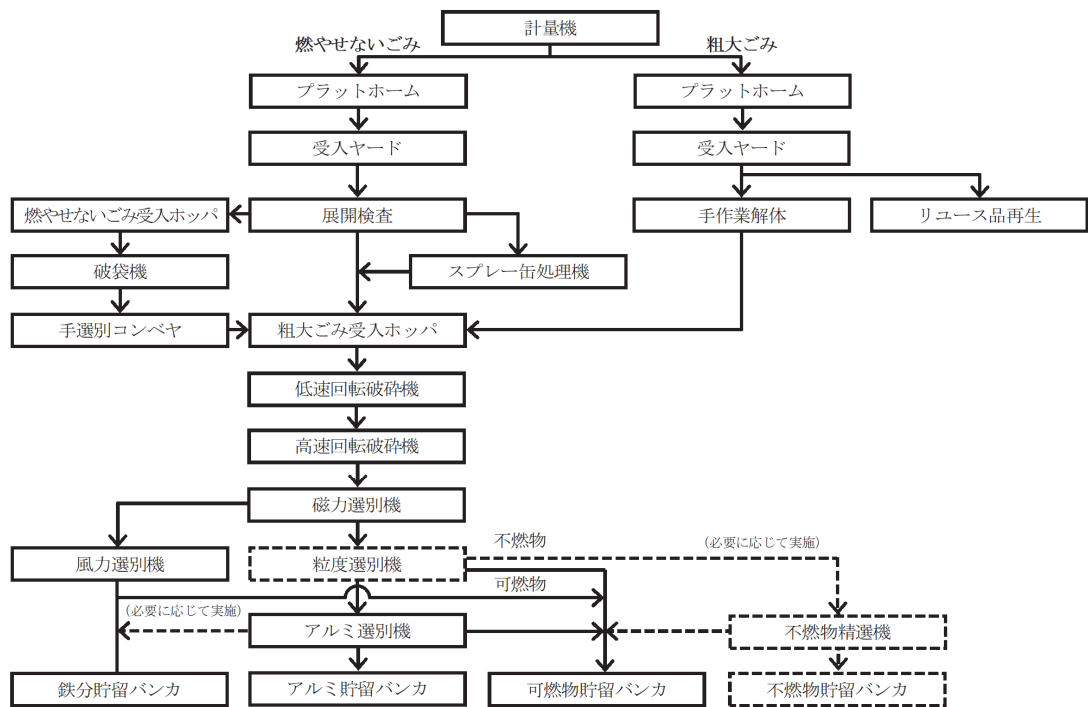 計量機
燃やせないごみ
粗大ごみ
プラットホーム
プラットホーム
受入ヤード
受入ヤード
燃やせないごみ受入ホッパ
展開検査
手作業解体
リユース品再生
破袋機
スプレー缶処理機
手選別コンベヤ
粗大ごみ受入ホッパ
低速回転破砕機
高速回転破砕機
磁力選別機
不燃物
(必要に応じて実施)
風力選別機
粒度選別機
可燃物
(必要に応じて実施)
アルミ選別機
不燃物精選機
鉄分貯留バンカ
アルミ貯留バンカ
可燃物貯留バンカ
不燃物貯留バンカ